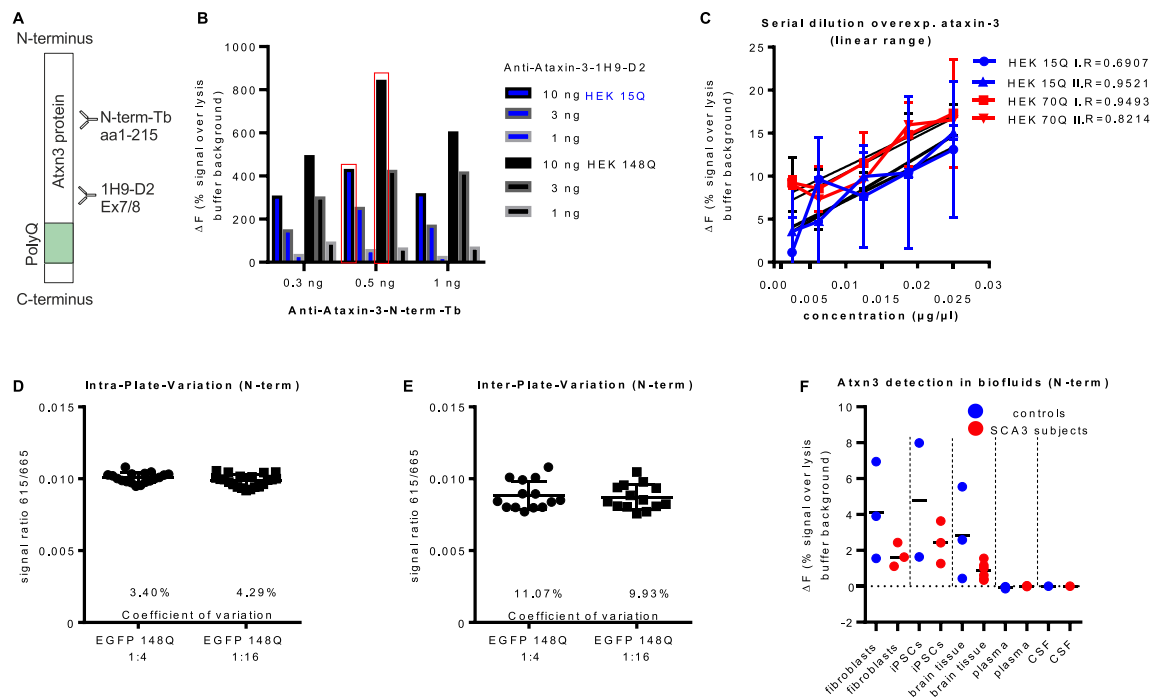 A
N-terminus
Atxn3 protein
N-term-Tb
aa1-215
1H9-D2
Ex7/8
PolyQ
C-terminus
B
Δ F (% signal over lysis
buffer background)
1000
800
600
400
200
0
0.3 ng
0.5 ng
1 ng
Anti-Ataxin-3-N-term-Tb
Anti-Ataxin-3-1H9-D2
10 ng HEK 15Q
3 ng
1 ng
10 ng HEK 148Q
3 ng
1 ng
C
Serial dilution overexp. ataxin-3
(linear range)
Δ F (% signal over lysis
buffer background)
25
20
15
10
5
0
0.00
0.005
0.01
0.015
0.02
0.025
0.03
concentration (µg/µl)
HEK 15Q I.R=0.6907
HEK 15Q II.R=0.9521
HEK 70Q I.R=0.9493
HEK 70Q II.R=0.8214
D
Intra-Plate-Variation (N-term)
signal ratio 615/665
0.015
0.010
0.005
0
3.40%
4.29%
Coefficient of variation
EGFP 148Q
1:4
EGFP 148Q
1:16
E
Inter-Plate-Variation (N-term)
signal ratio 615/665
0.015
0.010
0.005
0
11.07%
9.93%
Coefficient of variation
EGFP 148Q
1:4
EGFP 148Q
1:16
F
Atxn3 detection in biofluids (N-term)
controls
SCA3 subjects
Δ F (% signal over lysis
buffer background)
10
8
6
4
2
0
−2
fibroblasts
fibroblasts
iPSCs
iPSCs
brain tissue
brain tissue
plasma
plasma
CSF
CSF